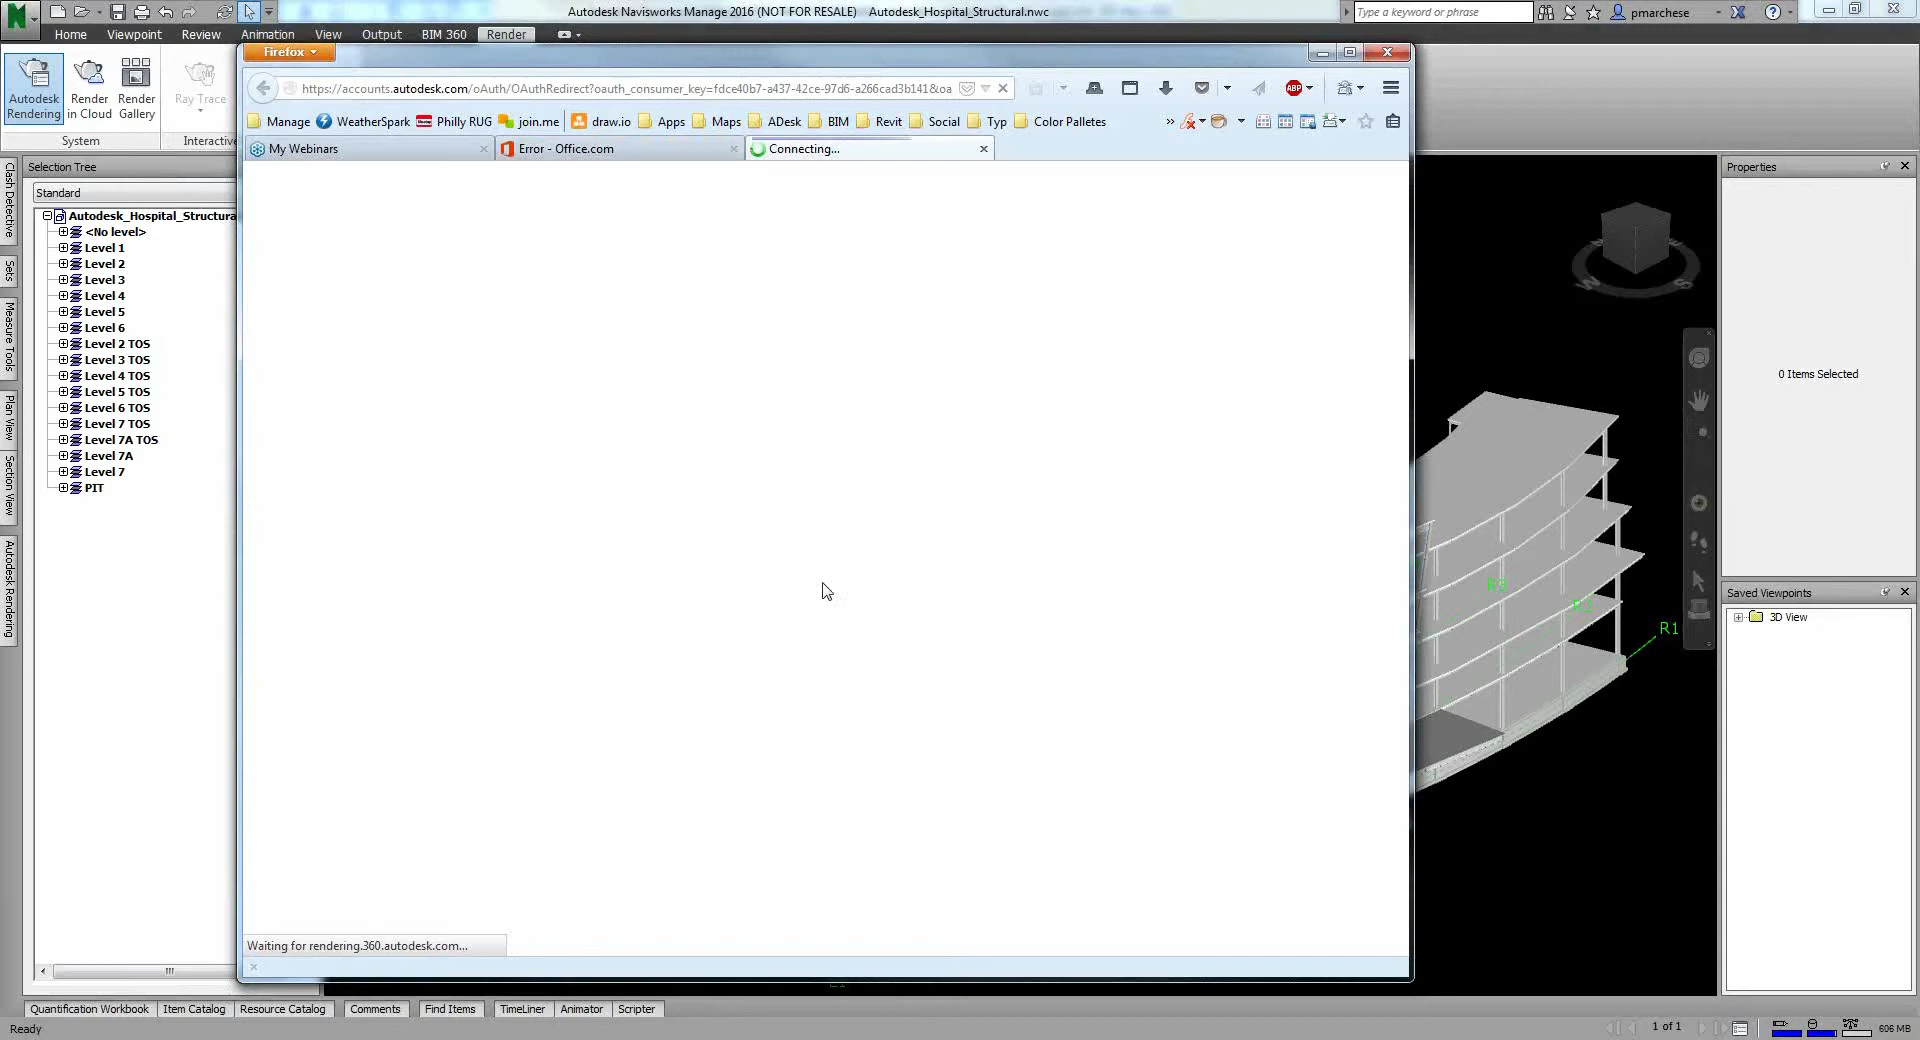 Autodesk Navisworks Manage 2016 (NOT FOR RESALE) Autodesk_Hospital_Structural.nwc
Type a keyword or phrase
pmarchese
Home Viewpoint Review Animation View Output BIM 360 Render
Firefox
Autodesk Rendering
Render in Cloud
Render Gallery
Ray Trace
System
Interactive
https://accounts.autodesk.com/oAuth/OAuthRedirect?oauth_consumer_key=fdce40b7-a437-42ce-97d6-a266cad3b141&oa
ABP
Manage WeatherSpark Philly RUG join.me draw.io Apps Maps ADesk BIM Revit Social Typ Color Palletes
My Webinars
Error - Office.com
Connecting...
Clash Detective
Sets
Measure Tools
Plan View
Section View
Autodesk Rendering
Selection Tree
Standard
Autodesk_Hospital_Structura
<No level>
Level 1
Level 2
Level 3
Level 4
Level 5
Level 6
Level 2 TOS
Level 3 TOS
Level 4 TOS
Level 5 TOS
Level 6 TOS
Level 7 TOS
Level 7A TOS
Level 7A
Level 7
PIT
Waiting for rendering.360.autodesk.com...
W
S
R3
R1
Properties
0 Items Selected
Saved Viewpoints
3D View
Quantification Workbook Item Catalog Resource Catalog Comments Find Items TimeLiner Animator Scripter
Ready
1 of 1
606 MB